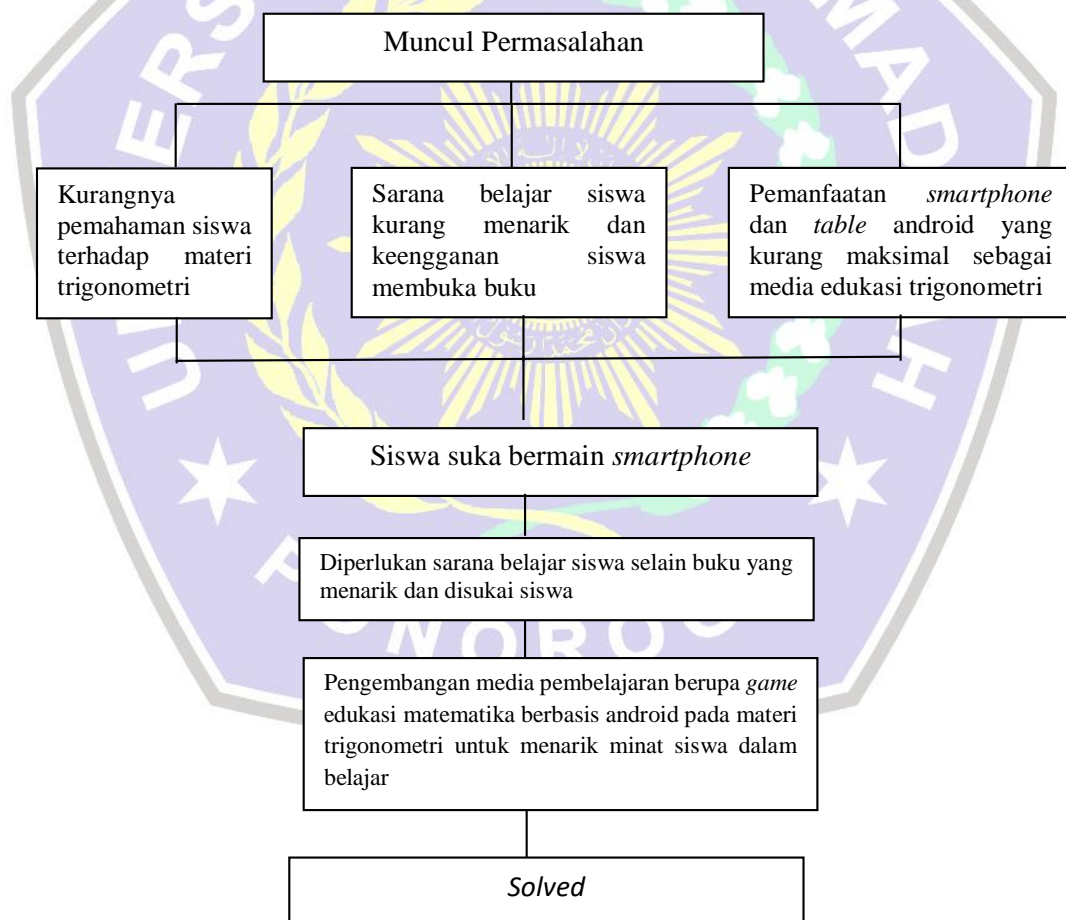 Muncul Permasalahan
Kurangnya
pemahaman siswa
terhadap materi
trigonometri
Sarana belajar siswa
kurang menarik dan
keengganan siswa
membuka buku
Pemanfaatan smartphone
dan table android yang
kurang maksimal sebagai
media edukasi trigonometri
Siswa suka bermain smartphone
Diperlukan sarana belajar siswa selain buku yang
menarik dan disukai siswa
Pengembangan media pembelajaran berupa game
edukasi matematika berbasis android pada materi
trigonometri untuk menarik minat siswa dalam
belajar
Solved